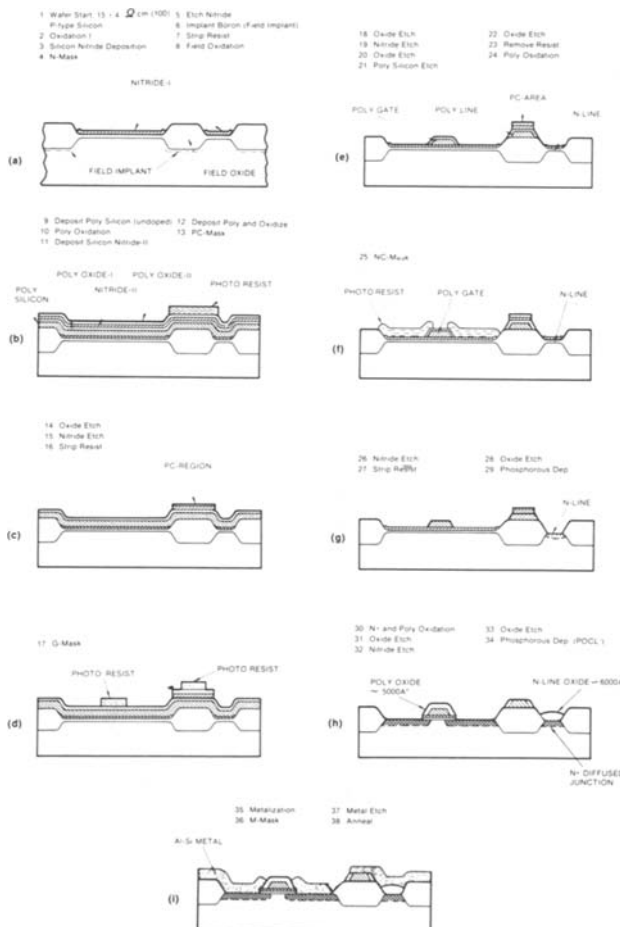 1 Wafer Start: 15 ± 4 Ω cm (100)
P-type Silicon
2 Oxidation I
3 Silicon Nitride Deposition
4 N-Mask
5 Etch Nitride
6 Implant Boron (Field Implant)
7 Strip Resist
8 Field Oxidation
NITRIDE-I
(a)
FIELD IMPLANT
FIELD OXIDE
9 Deposit Poly Silicon (undoped)
10 Poly Oxidation
11 Deposit Silicon Nitride-II
12 Deposit Poly and Oxidize
13 PC-Mask
POLY OXIDE-I
POLY OXIDE-II
POLY
SILICON
NITRIDE-II
PHOTO RESIST
(b)
14 Oxide Etch
15 Nitride Etch
16 Strip Resist
PC-REGION
(c)
17 G-Mask
PHOTO RESIST
PHOTO RESIST
(d)
18 Oxide Etch
19 Nitride Etch
20 Oxide Etch
21 Poly Silicon Etch
22 Oxide Etch
23 Remove Resist
24 Poly Oxidation
PC-AREA
POLY GATE
POLY LINE
N-LINE
(e)
25 NC-Mask
PHOTO RESIST
POLY GATE
N-LINE
(f)
26 Nitride Etch
27 Strip Resist
28 Oxide Etch
29 Phosphorous Dep
N-LINE
(g)
30 N+ and Poly Oxidation
31 Oxide Etch
32 Nitride Etch
33 Oxide Etch
34 Phosphorous Dep (POCL)
POLY OXIDE
~ 5000A°
N-LINE OXIDE ~ 6000A
(h)
N+ DIFFUSED
JUNCTION
35 Metalization
36 M-Mask
37 Metal Etch
38 Anneal
Al-Si METAL
(i)